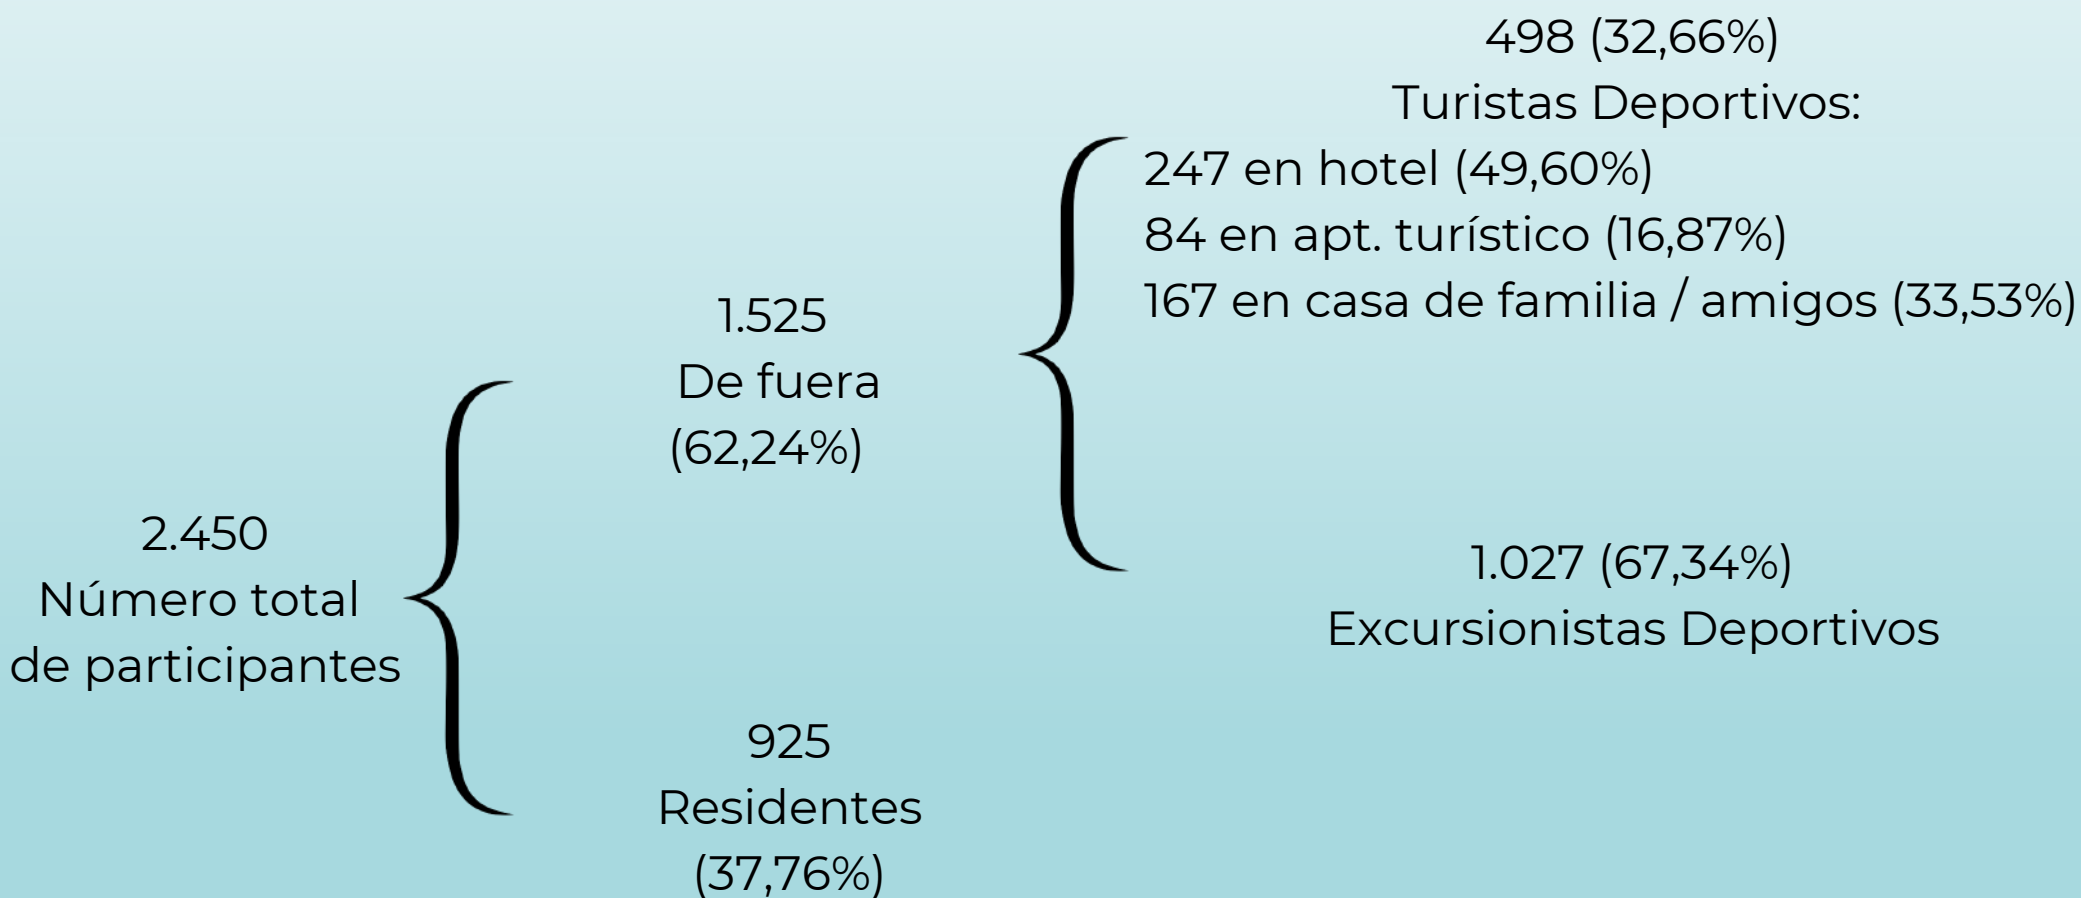 2.450
Número total
de participantes
1.525
De fuera
(62,24%)
925
Residentes
(37,76%)
498 (32,66%)
Turistas Deportivos:
247 en hotel (49,60%)
84 en apt. turístico (16,87%)
167 en casa de familia / amigos (33,53%)
1.027 (67,34%)
Excursionistas Deportivos